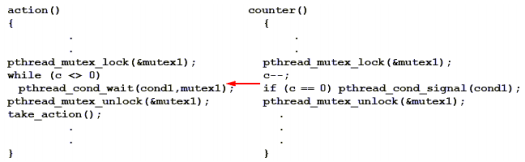 action()
{
.
.
pthread_mutex_lock(&mutex1);
while (c <> 0)
pthread_cond_wait(cond1,mutex1);
pthread_mutex_unlock(&mutex1);
take_action();
.
.
}
counter()
{
.
.
pthread_mutex_lock(&mutex1);
c--;
if (c == 0) pthread_cond_signal(cond1);
pthread_mutex_unlock(&mutex1);
.
.
.
}